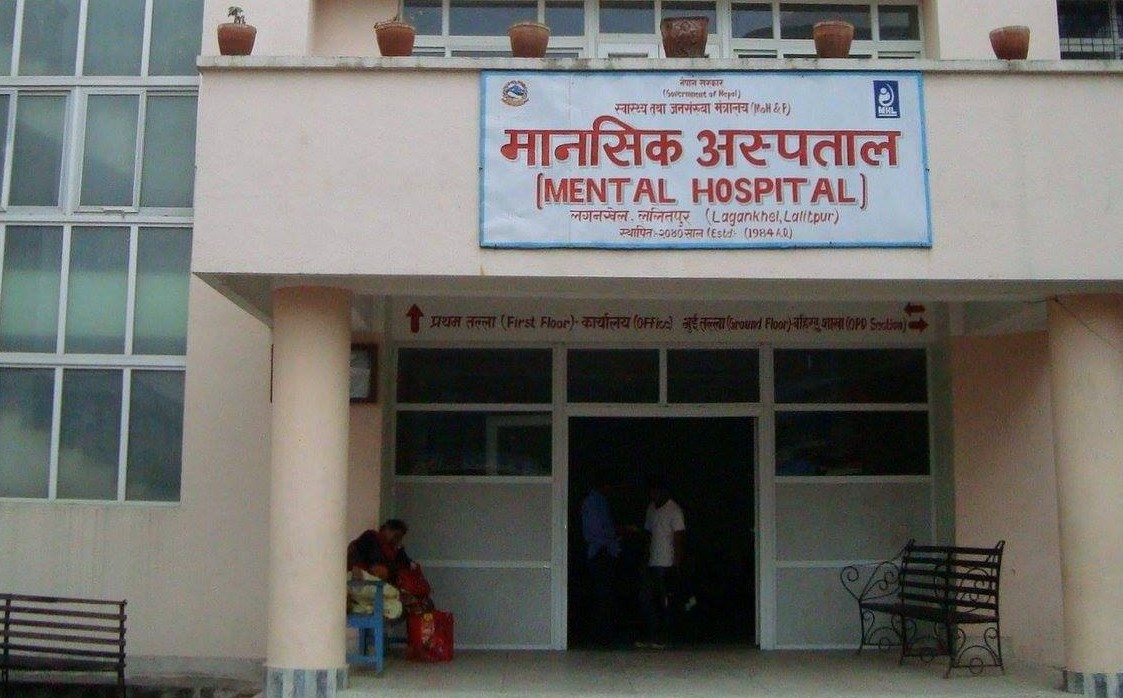 नेपाल सरकार
(Government of Nepal)
स्वास्थ्य तथा जनसंख्या मंत्रालय (MoH & P)
MHL
मानसिक अस्पताल
(MENTAL HOSPITAL)
लगनखेल, ललितपुर (Lagankhel, Lalitpur)
स्थापित:- २०४० साल (Estd:- (1984 A.D.)
प्रथम तल्ला (First Floor)- कार्यालय (Office) भुई तल्ला (Ground Floor)-बहिरङ्ग शाखा (OPD Section)